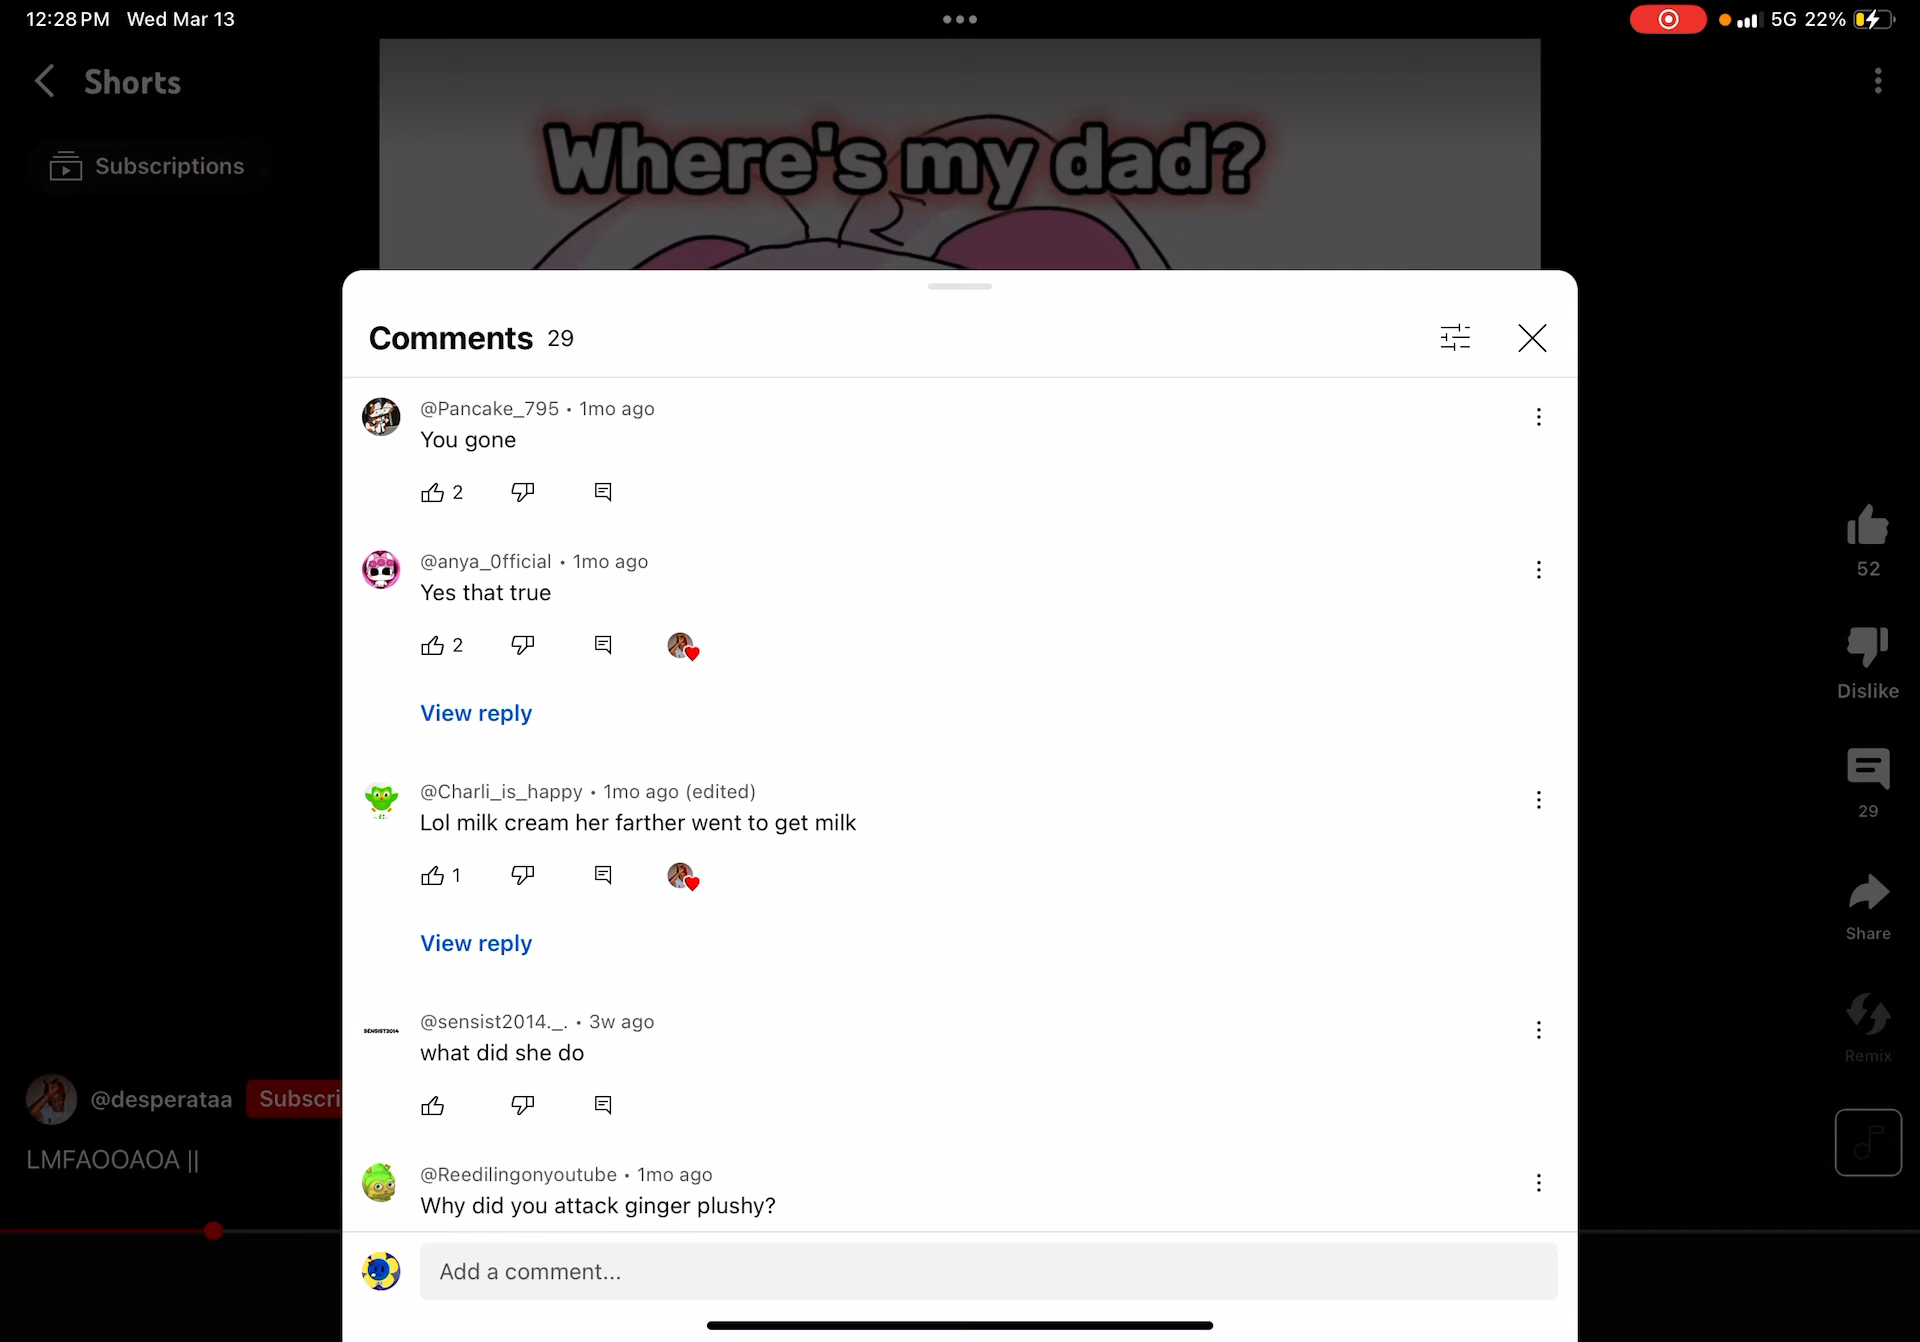 12:28 PM Wed Mar 13
5G 22%
Shorts
Subscriptions
Where's my dad?
Comments 29
@Pancake_795 • 1mo ago
You gone
2
@anya_0fficial • 1mo ago
Yes that true
2
View reply
@Charli_is_happy • 1mo ago (edited)
Lol milk cream her farther went to get milk
1
View reply
@sensist2014._. • 3w ago
SENSIST2014
what did she do
@Reedilingonyoutube • 1mo ago
Why did you attack ginger plushy?
Add a comment...
52
Dislike
29
Share
Remix
@desperataa Subscri
LMFAOOAOA ||